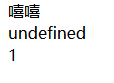 嘻嘻
undefined
1